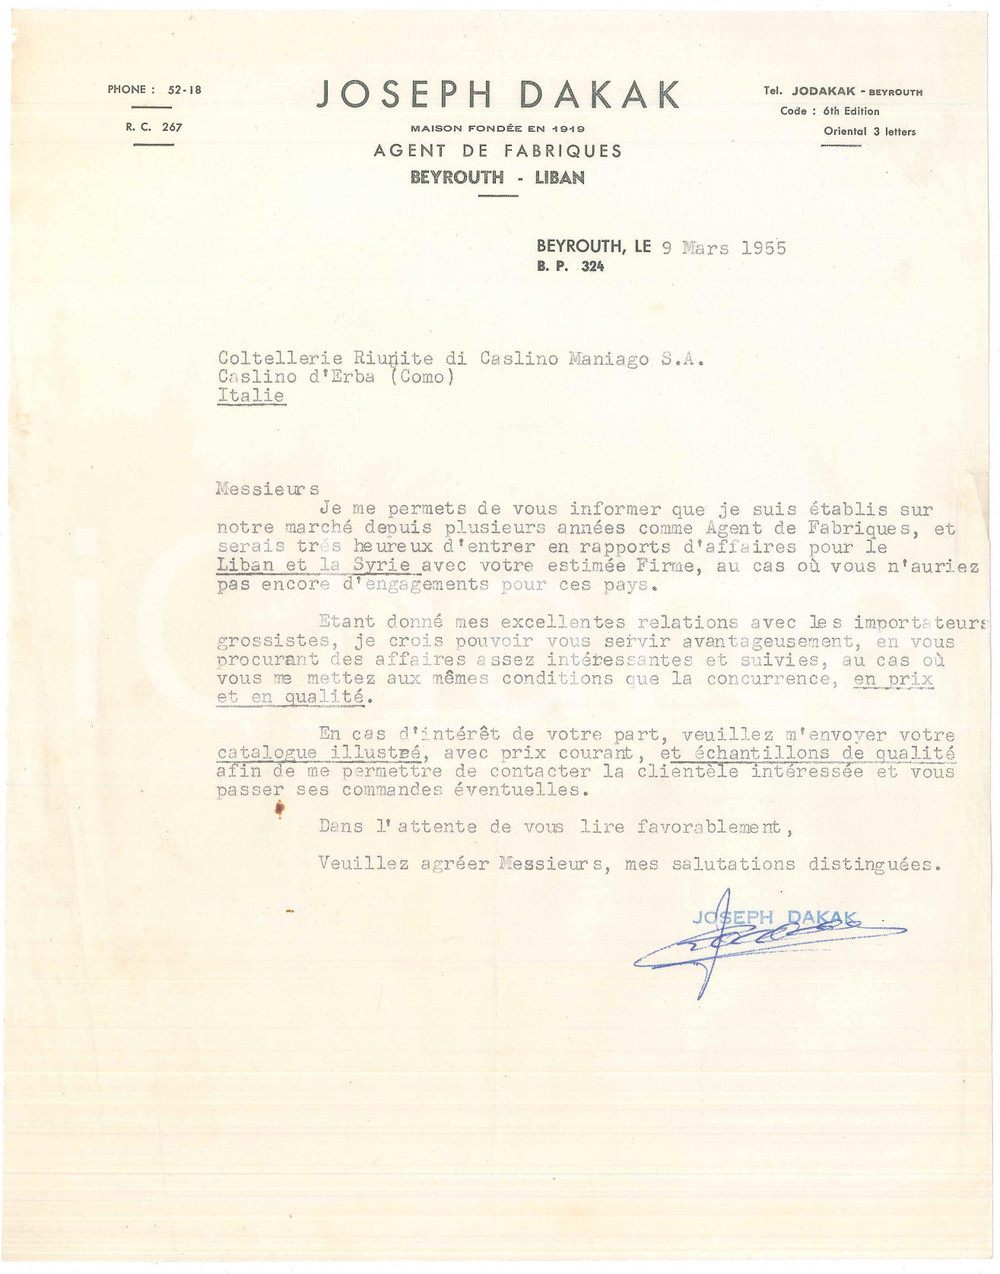 PHONE : 52-18
R. C. 267
JOSEPH DAKAK
MAISON FONDÉE EN 1919
AGENT DE FABRIQUES
BEYROUTH - LIBAN
Tel. JODAKAK - BEYROUTH
Code : 6th Edition
Oriental 3 letters
BEYROUTH, LE 9 Mars 1955
B. P. 324
Coltellerie Riunite di Caslino Maniago S.A.
Caslino d'Erba (Como)
Italie
Messieurs
Je me permets de vous informer que je suis établis sur
notre marché depuis plusieurs années comme Agent de Fabriques, et
serais trés heureux d'entrer en rapports d'affaires pour le
Liban et la Syrie avec votre estimée Firme, au cas où vous n'auriez
pas encore d'engagements pour ces pays.
Etant donné mes excellentes relations avec les importateurs
grossistes, je crois pouvoir vous servir avantageusement, en vous
procurant des affaires assez intéressantes et suivies, au cas où
vous me mettez aux mêmes conditions que la concurrence, en prix
et en qualité.
En cas d'intérêt de votre part, veuillez m'envoyer votre
catalogue illustré, avec prix courant, et échantillons de qualité
afin de me permettre de contacter la clientèle intéressée et vous
passer ses commandes éventuelles.
Dans l'attente de vous lire favorablement,
Veuillez agréer Messieurs, mes salutations distinguées.
JOSEPH DAKAK